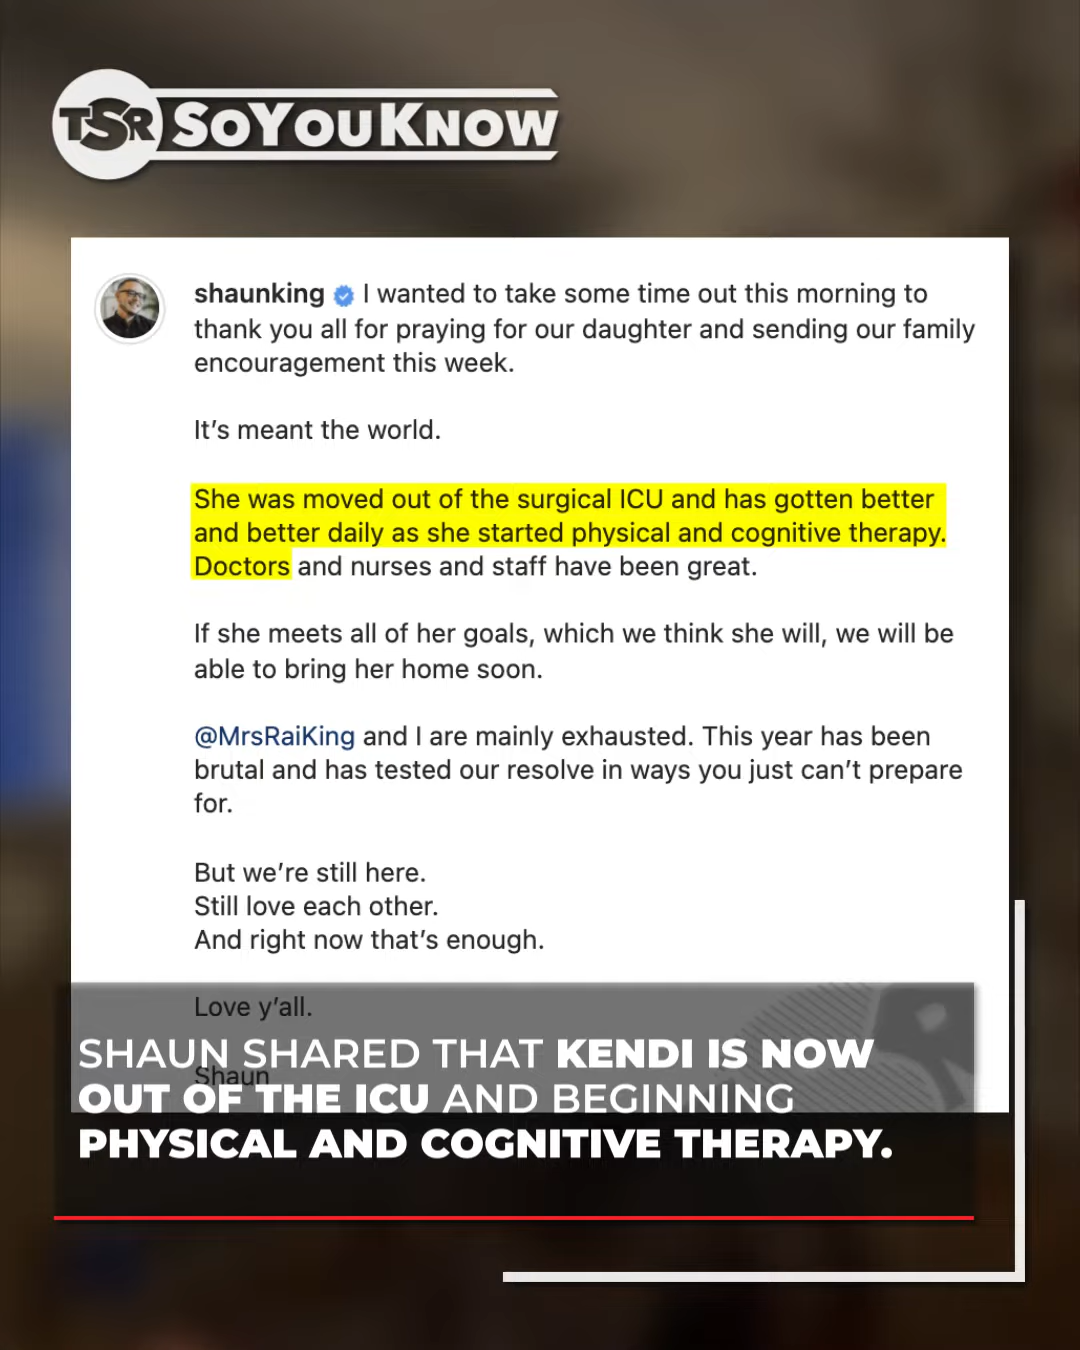 TSR SOYOUKNOW
shaunking I wanted to take some time out this morning to
thank you all for praying for our daughter and sending our family
encouragement this week.
It’s meant the world.
She was moved out of the surgical ICU and has gotten better
and better daily as she started physical and cognitive therapy.
Doctors and nurses and staff have been great.
If she meets all of her goals, which we think she will, we will be
able to bring her home soon.
@MrsRaiKing and I are mainly exhausted. This year has been
brutal and has tested our resolve in ways you just can’t prepare
for.
But we’re still here.
Still love each other.
And right now that’s enough.
Love y’all.
Shaun
SHAUN SHARED THAT KENDI IS NOW
OUT OF THE ICU AND BEGINNING
PHYSICAL AND COGNITIVE THERAPY.